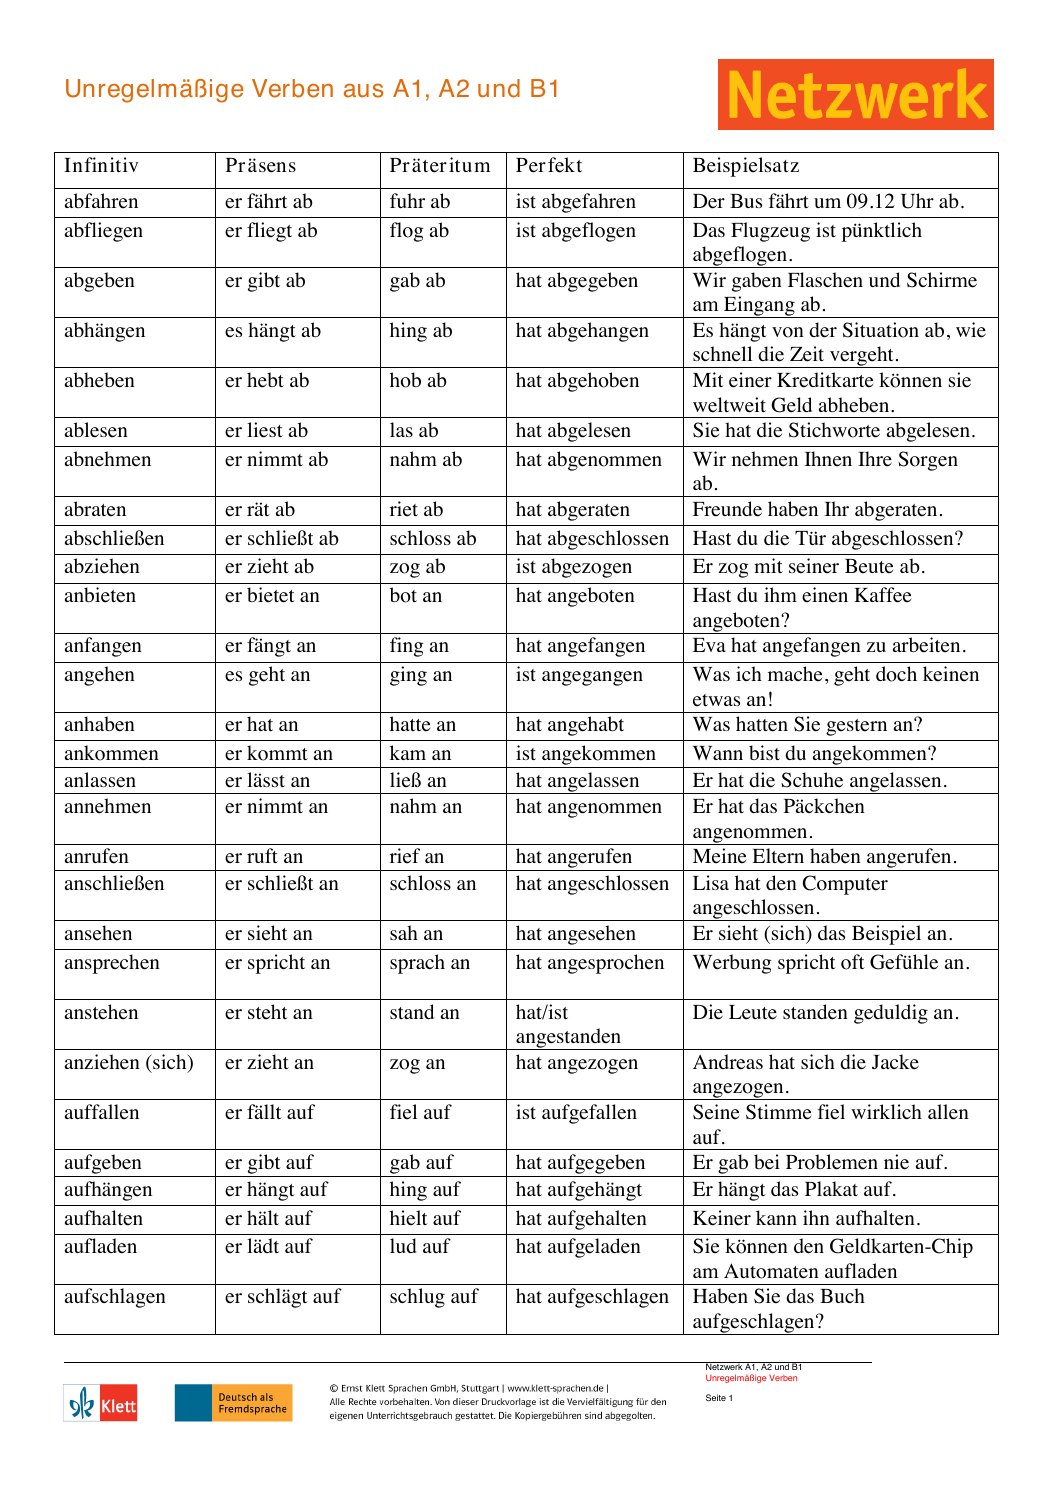 Unregelmäßige Verben aus A1, A2 und B1
Netzwerk
Infinitiv Präsens Präteritum Perfekt Beispielsatz
abfahren er fährt ab fuhr ab ist abgefahren Der Bus fährt um 09.12 Uhr ab.
abfliegen er fliegt ab flog ab ist abgeflogen Das Flugzeug ist pünktlich
abgeflogen.
abgeben er gibt ab gab ab hat abgegeben Wir gaben Flaschen und Schirme
am Eingang ab.
abhängen es hängt ab hing ab hat abgehangen Es hängt von der Situation ab, wie
schnell die Zeit vergeht.
abheben er hebt ab hob ab hat abgehoben Mit einer Kreditkarte können sie
weltweit Geld abheben.
ablesen er liest ab las ab hat abgelesen Sie hat die Stichworte abgelesen.
abnehmen er nimmt ab nahm ab hat abgenommen Wir nehmen Ihnen Ihre Sorgen
ab.
abraten er rät ab riet ab hat abgeraten Freunde haben Ihr abgeraten.
abschließen er schließt ab schloss ab hat abgeschlossen Hast du die Tür abgeschlossen?
abziehen er zieht ab zog ab ist abgezogen Er zog mit seiner Beute ab.
anbieten er bietet an bot an hat angeboten Hast du ihm einen Kaffee
angeboten?
anfangen er fängt an fing an hat angefangen Eva hat angefangen zu arbeiten.
angehen es geht an ging an ist angegangen Was ich mache, geht doch keinen
etwas an!
anhaben er hat an hatte an hat angehabt Was hatten Sie gestern an?
ankommen er kommt an kam an ist angekommen Wann bist du angekommen?
anlassen er lässt an ließ an hat angelassen Er hat die Schuhe angelassen.
annehmen er nimmt an nahm an hat angenommen Er hat das Päckchen
angenommen.
anrufen er ruft an rief an hat angerufen Meine Eltern haben angerufen.
anschließen er schließt an schloss an hat angeschlossen Lisa hat den Computer
angeschlossen.
ansehen er sieht an sah an hat angesehen Er sieht (sich) das Beispiel an.
ansprechen er spricht an sprach an hat angesprochen Werbung spricht oft Gefühle an.
anstehen er steht an stand an hat/ist Die Leute standen geduldig an.
angestanden
anziehen (sich) er zieht an zog an hat angezogen Andreas hat sich die Jacke
angezogen.
auffallen er fällt auf fiel auf ist aufgefallen Seine Stimme fiel wirklich allen
auf.
aufgeben er gibt auf gab auf hat aufgegeben Er gab bei Problemen nie auf.
aufhängen er hängt auf hing auf hat aufgehängt Er hängt das Plakat auf.
aufhalten er hält auf hielt auf hat aufgehalten Keiner kann ihn aufhalten.
aufladen er lädt auf lud auf hat aufgeladen Sie können den Geldkarten-Chip
am Automaten aufladen
aufschlagen er schlägt auf schlug auf hat aufgeschlagen Haben Sie das Buch
aufgeschlagen?
Netzwerk A1, A2 und B1
Unregelmäßige Verben
Seite 1
Klett
Deutsch als
Fremdsprache
© Ernst Klett Sprachen GmbH, Stuttgart | www.klett-sprachen.de |
Alle Rechte vorbehalten. Von dieser Druckvorlage ist die Vervielfältigung für den
eigenen Unterrichtsgebrauch gestattet. Die Kopiergebühren sind abgegolten.